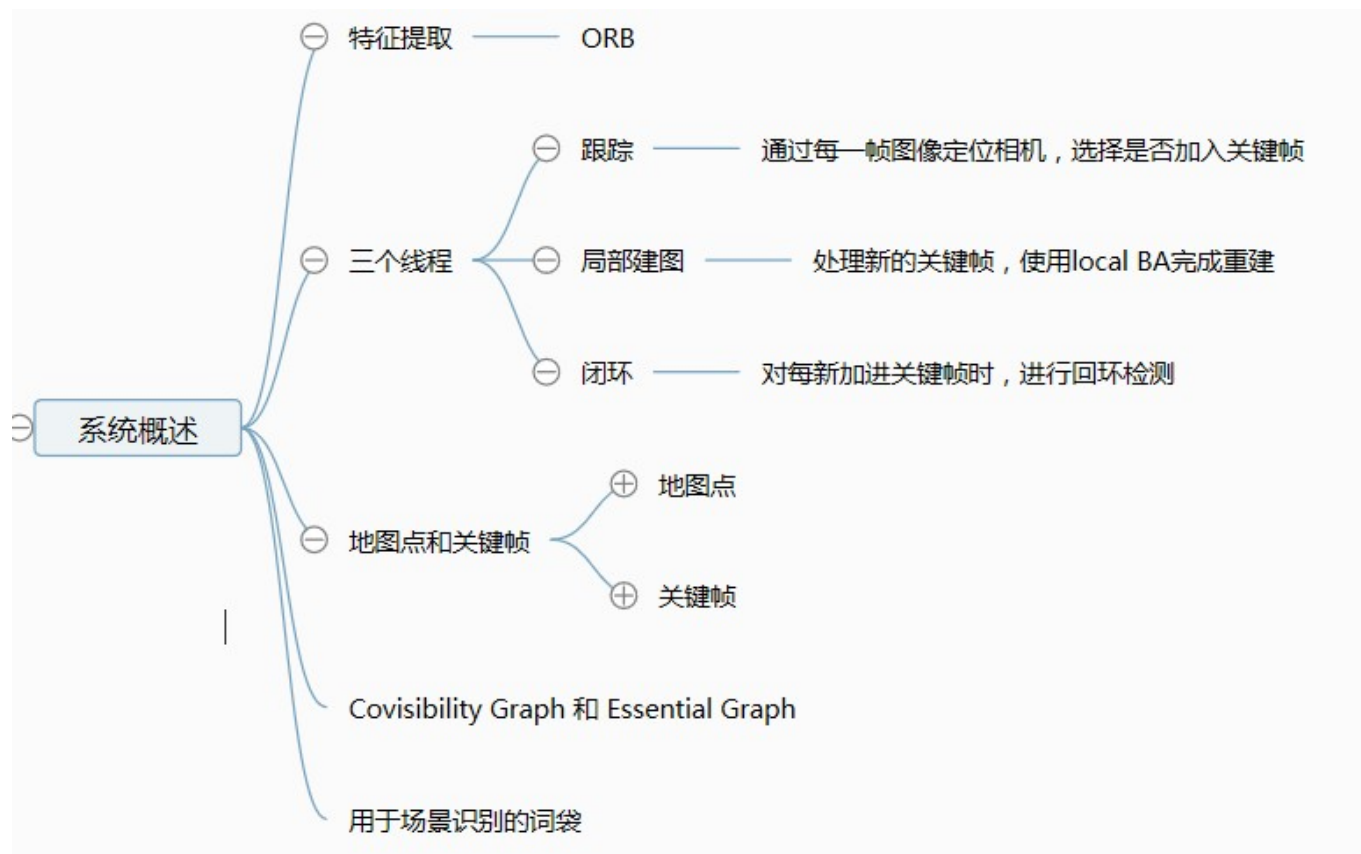 特征提取 ORB
跟踪 通过每一帧图像定位相机，选择是否加入关键帧
三个线程 局部建图 处理新的关键帧，使用local BA完成重建
闭环 对每新加进关键帧时，进行回环检测
系统概述
地图点
地图点和关键帧
关键帧
Covisibility Graph 和 Essential Graph
用于场景识别的词袋